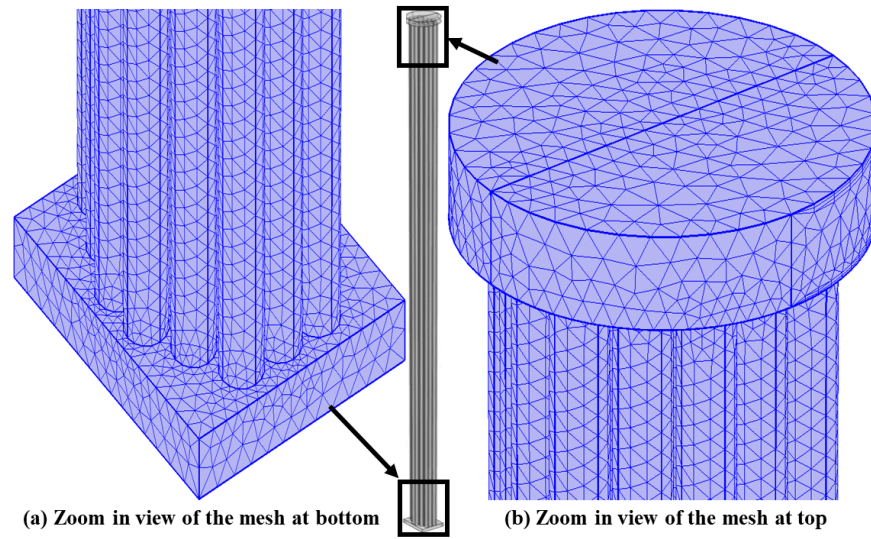 (a) Zoom in view of the mesh at bottom
(b) Zoom in view of the mesh at top